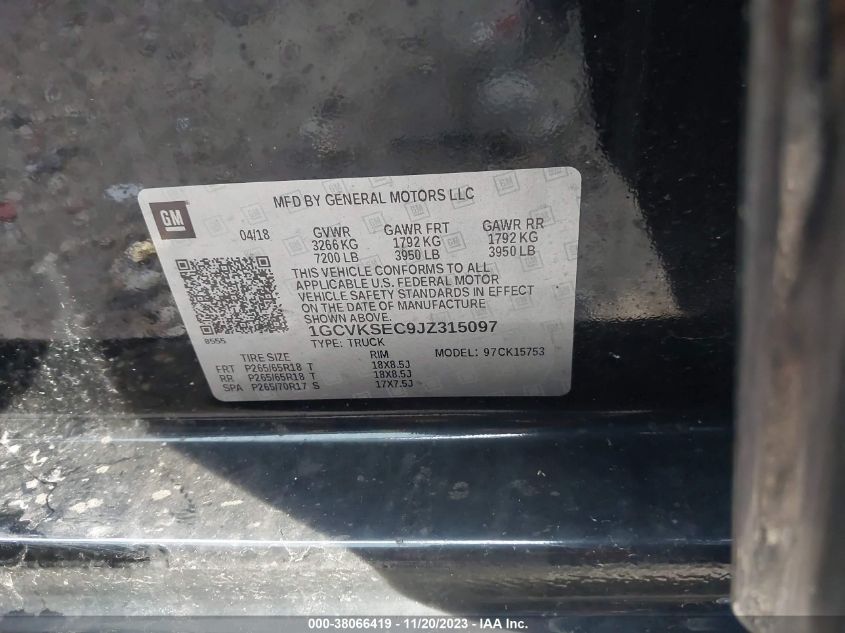 MFD BY GENERAL MOTORS LLC
GM
04/18 GVWR GAWR FRT GAWR RR
3266 KG 1792 KG 1792 KG
7200 LB 3950 LB 3950 LB
THIS VEHICLE CONFORMS TO ALL
APPLICABLE U.S. FEDERAL MOTOR
VEHICLE SAFETY STANDARDS IN EFFECT
ON THE DATE OF MANUFACTURE
SHOWN ABOVE.
1GCVKSEC9JZ315097
8555 TYPE: TRUCK
TIRE SIZE RIM MODEL: 97CK15753
FRT P265/65R18 T 18X8.5J
RR P265/65R18 T 18X8.5J
SPA P265/70R17 S 17X7.5J
000-38066419 - 11/20/2023 - IAA Inc.